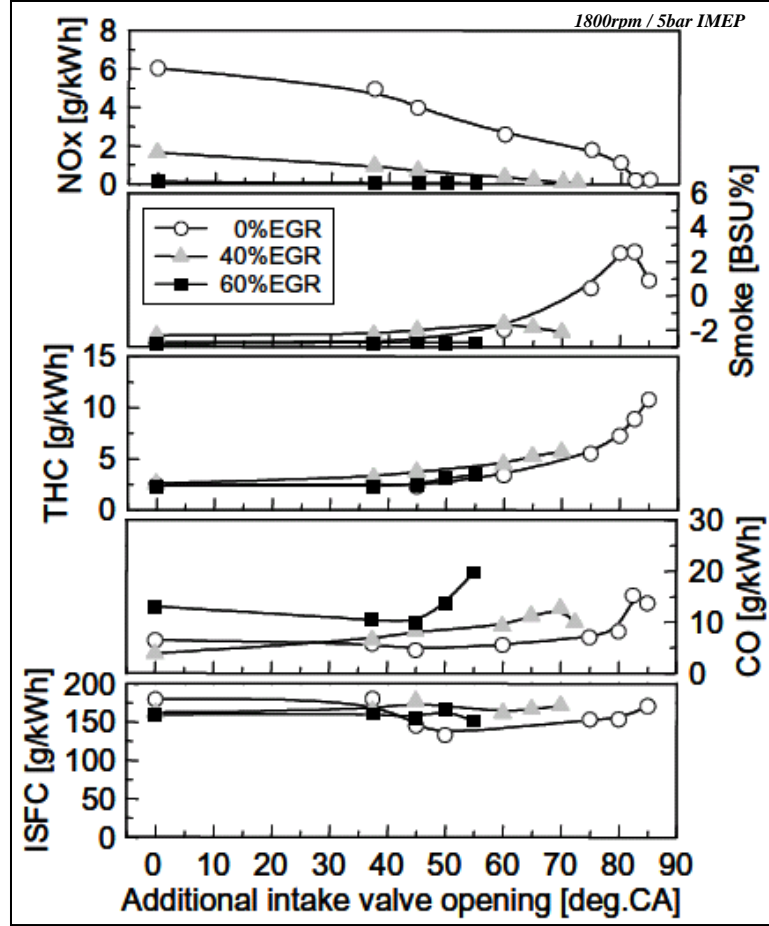 1800rpm / 5bar IMEP
NOx [g/kWh]
8
6
4
2
0
Smoke [BSU%]
6
4
2
0
-2
0%EGR
40%EGR
60%EGR
THC [g/kWh]
15
10
5
0
CO [g/kWh]
30
20
10
0
ISFC [g/kWh]
200
150
100
50
0
0 10 20 30 40 50 60 70 80 90
Additional intake valve opening [deg.CA]